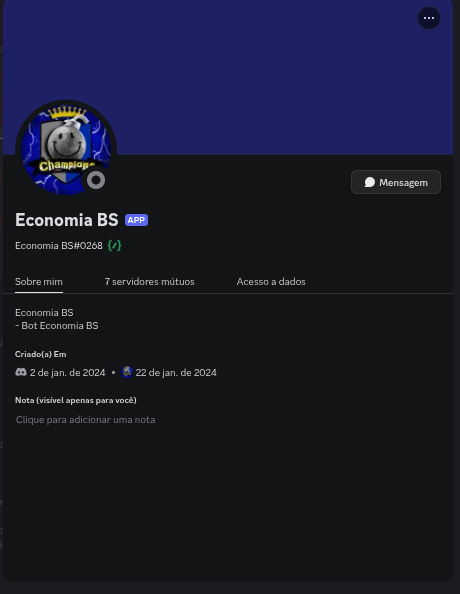 Champions
Mensagem
Economia BS APP
Economia BS#0268
Sobre mim 7 servidores mútuos Acesso a dados
Economia BS
- Bot Economia BS
Criado(a) Em
2 de jan. de 2024 • 22 de jan. de 2024
Nota (visível apenas para você)
Clique para adicionar uma nota